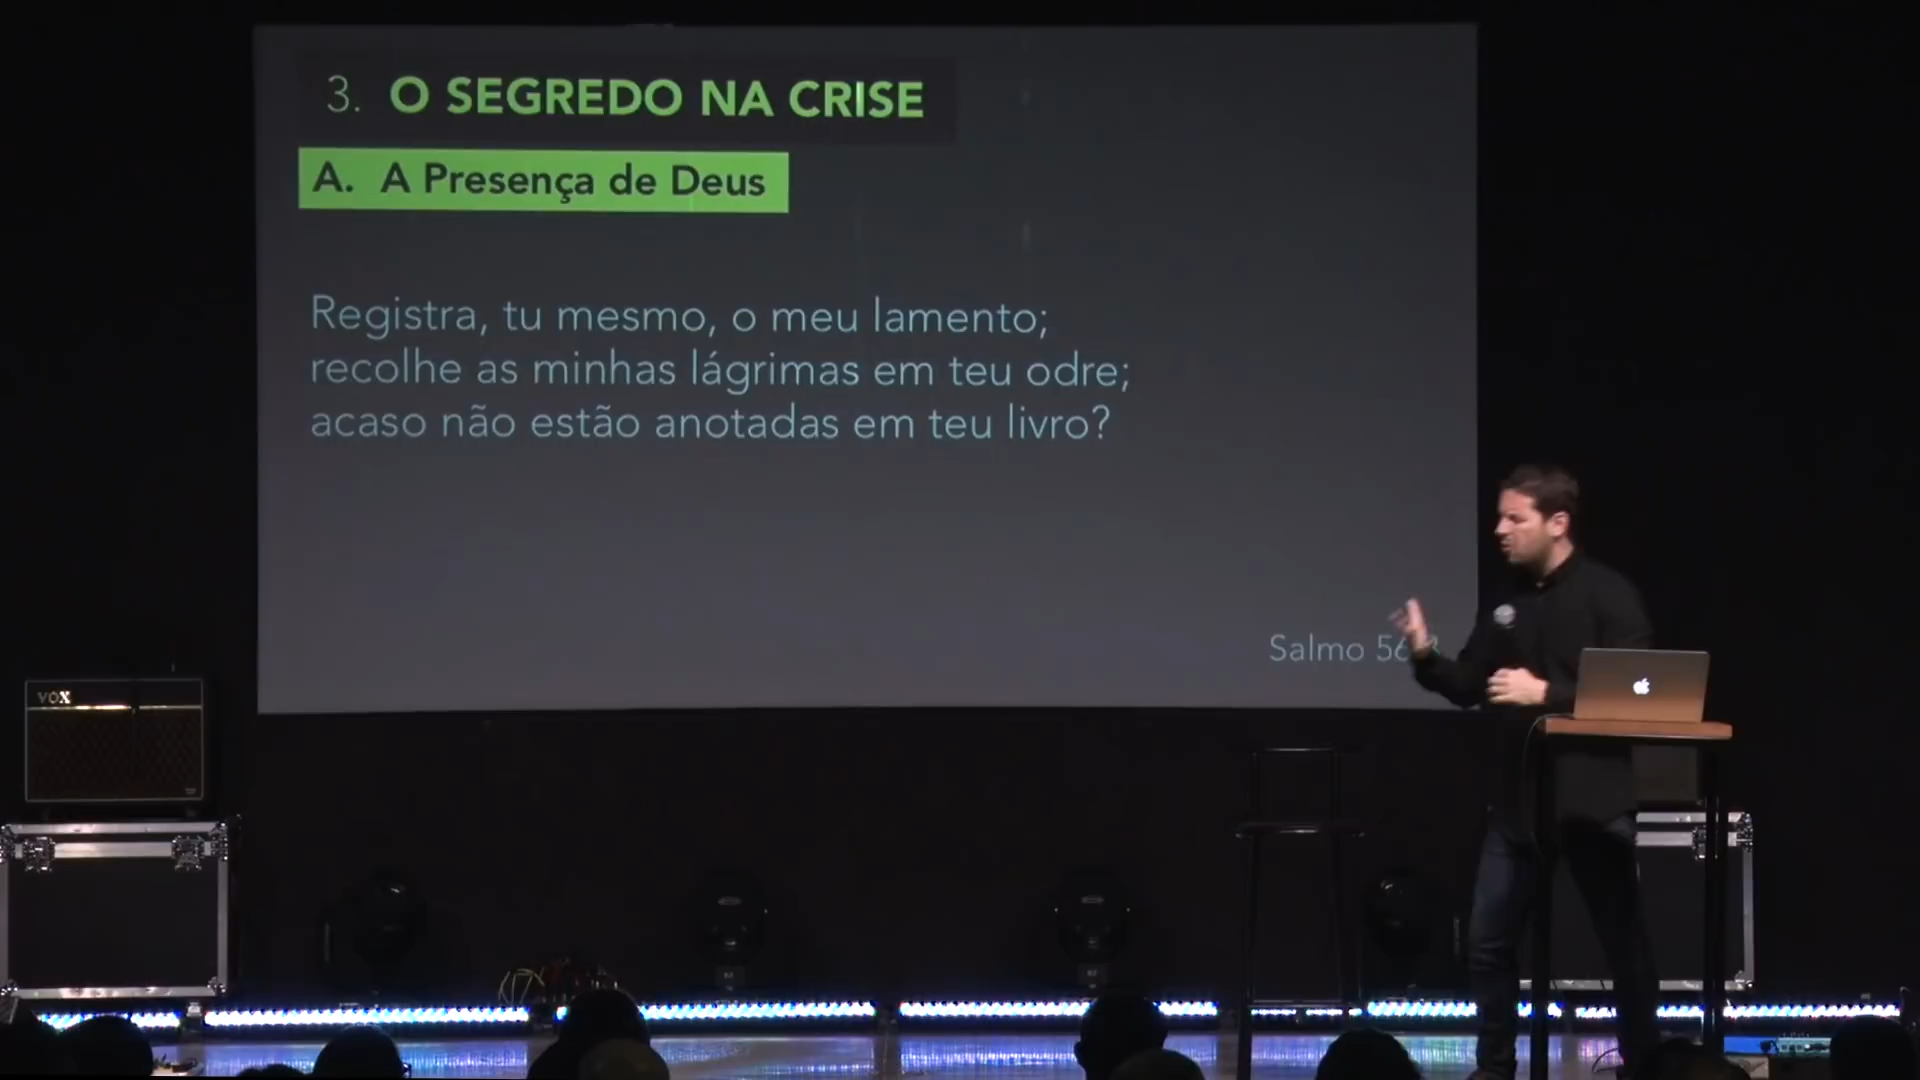 3. O SEGREDO NA CRISE
A. A Presença de Deus
Registra, tu mesmo, o meu lamento;
recolhe as minhas lágrimas em teu odre;
acaso não estão anotadas em teu livro?
Salmo
VOX